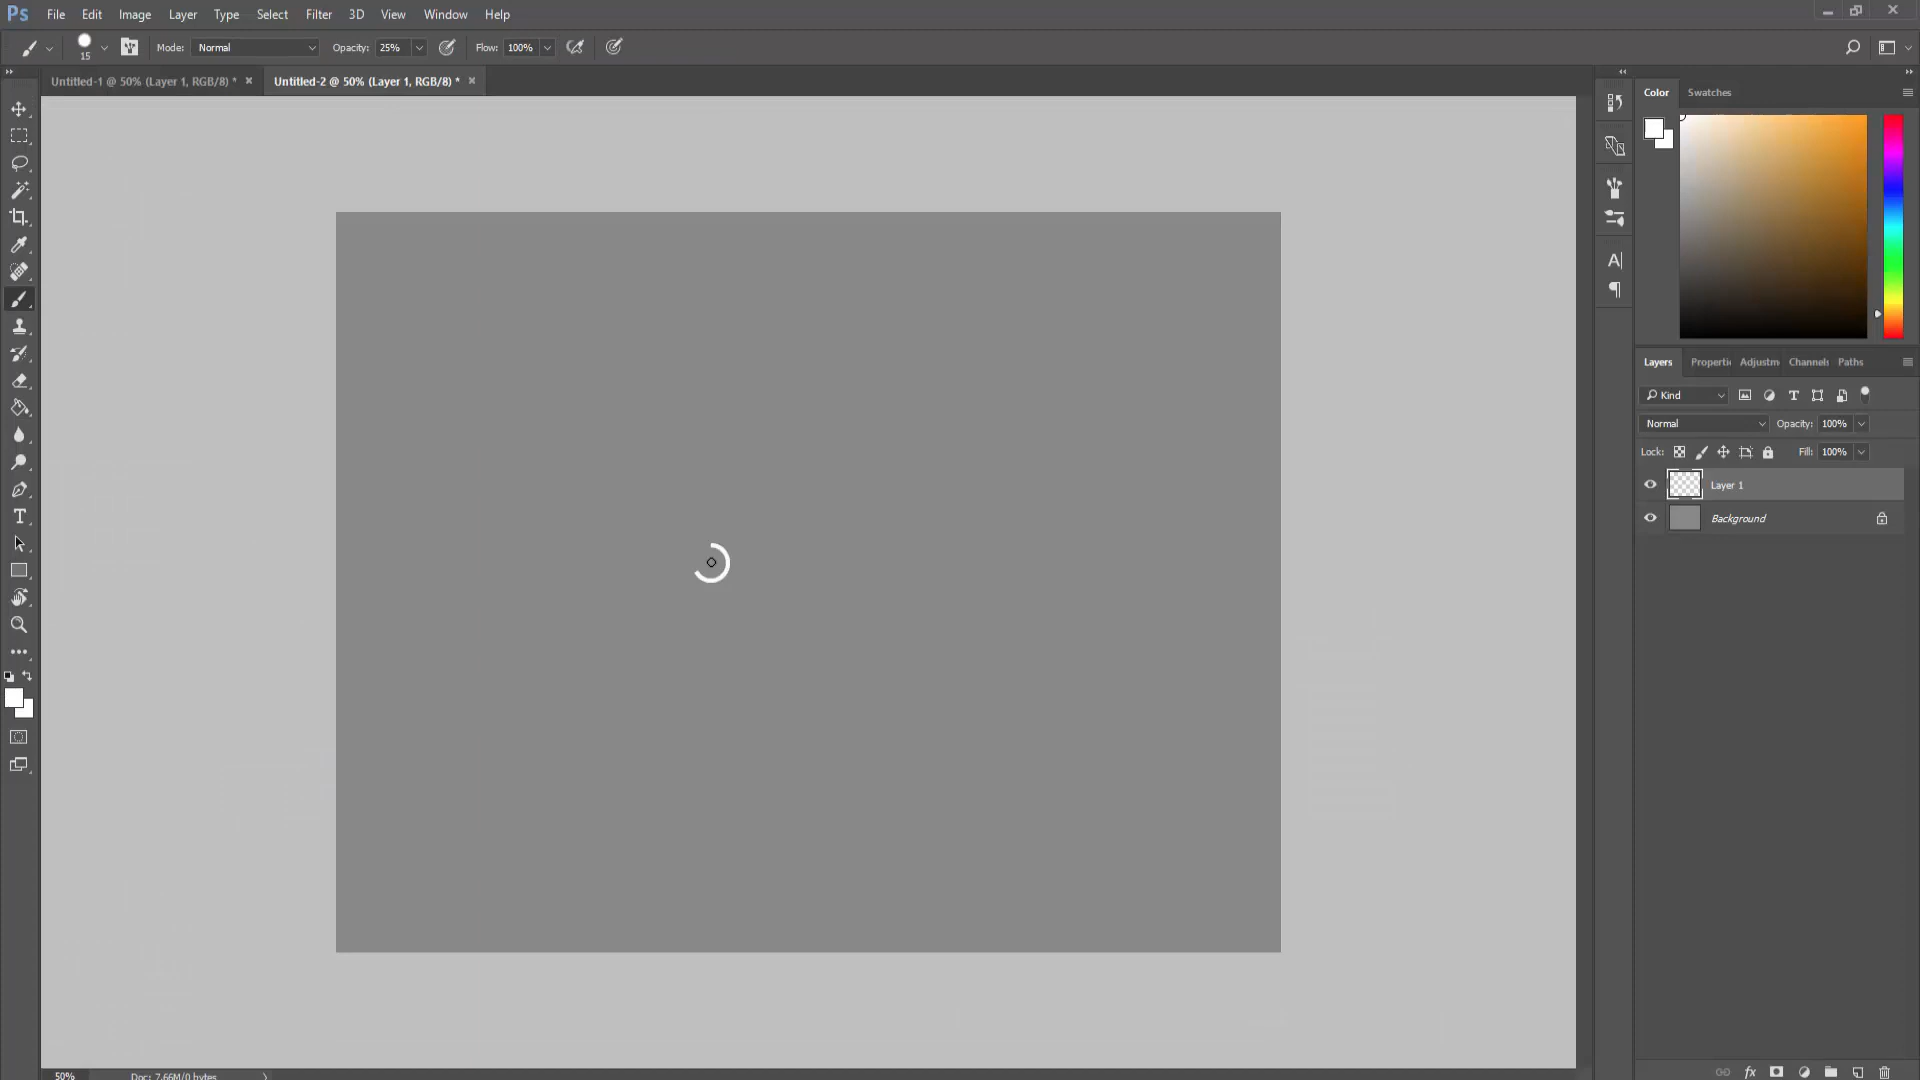 Ps File Edit Image Layer Type Select Filter 3D View Window Help
15 Mode: Normal Opacity: 25% Flow: 100%
Untitled-1 @ 50% (Layer 1, RGB/8) * × Untitled-2 @ 50% (Layer 1, RGB/8) * ×
Color Swatches
Layers Properti Adjustm Channels Paths
Kind
Normal Opacity: 100%
Lock: Fill: 100%
Layer 1
Background
fx
50% Doc: 7.66M/0 bytes